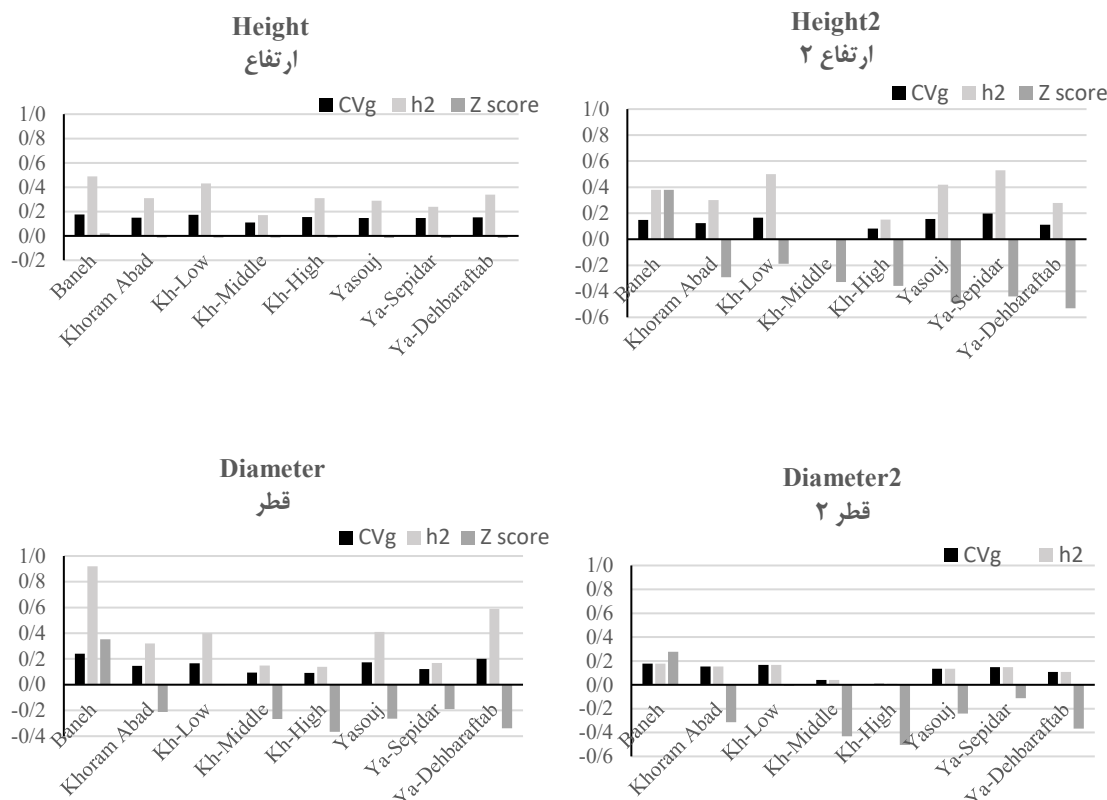 Height
ارتفاع
CVg h2 Z score
1/0
0/8
0/6
0/4
0/2
0/0
-0/2
Baneh
Khoram Abad
Kh-Low
Kh-Middle
Kh-High
Yasouj
Ya-Sepidar
Ya-Dehbaraftab
Height2
ارتفاع ۲
CVg h2 Z score
1/0
0/8
0/6
0/4
0/2
0/0
-0/2
-0/4
-0/6
Baneh
Khoram Abad
Kh-Low
Kh-Middle
Kh-High
Yasouj
Ya-Sepidar
Ya-Dehbaraftab
Diameter
قطر
CVg h2 Z score
1/0
0/8
0/6
0/4
0/2
0/0
-0/2
-0/4
Baneh
Khoram Abad
Kh-Low
Kh-Middle
Kh-High
Yasouj
Ya-Sepidar
Ya-Dehbaraftab
Diameter2
قطر ۲
CVg h2
1/0
0/8
0/6
0/4
0/2
0/0
-0/2
-0/4
-0/6
Baneh
Khoram Abad
Kh-Low
Kh-Middle
Kh-High
Yasouj
Ya-Sepidar
Ya-Dehbaraftab